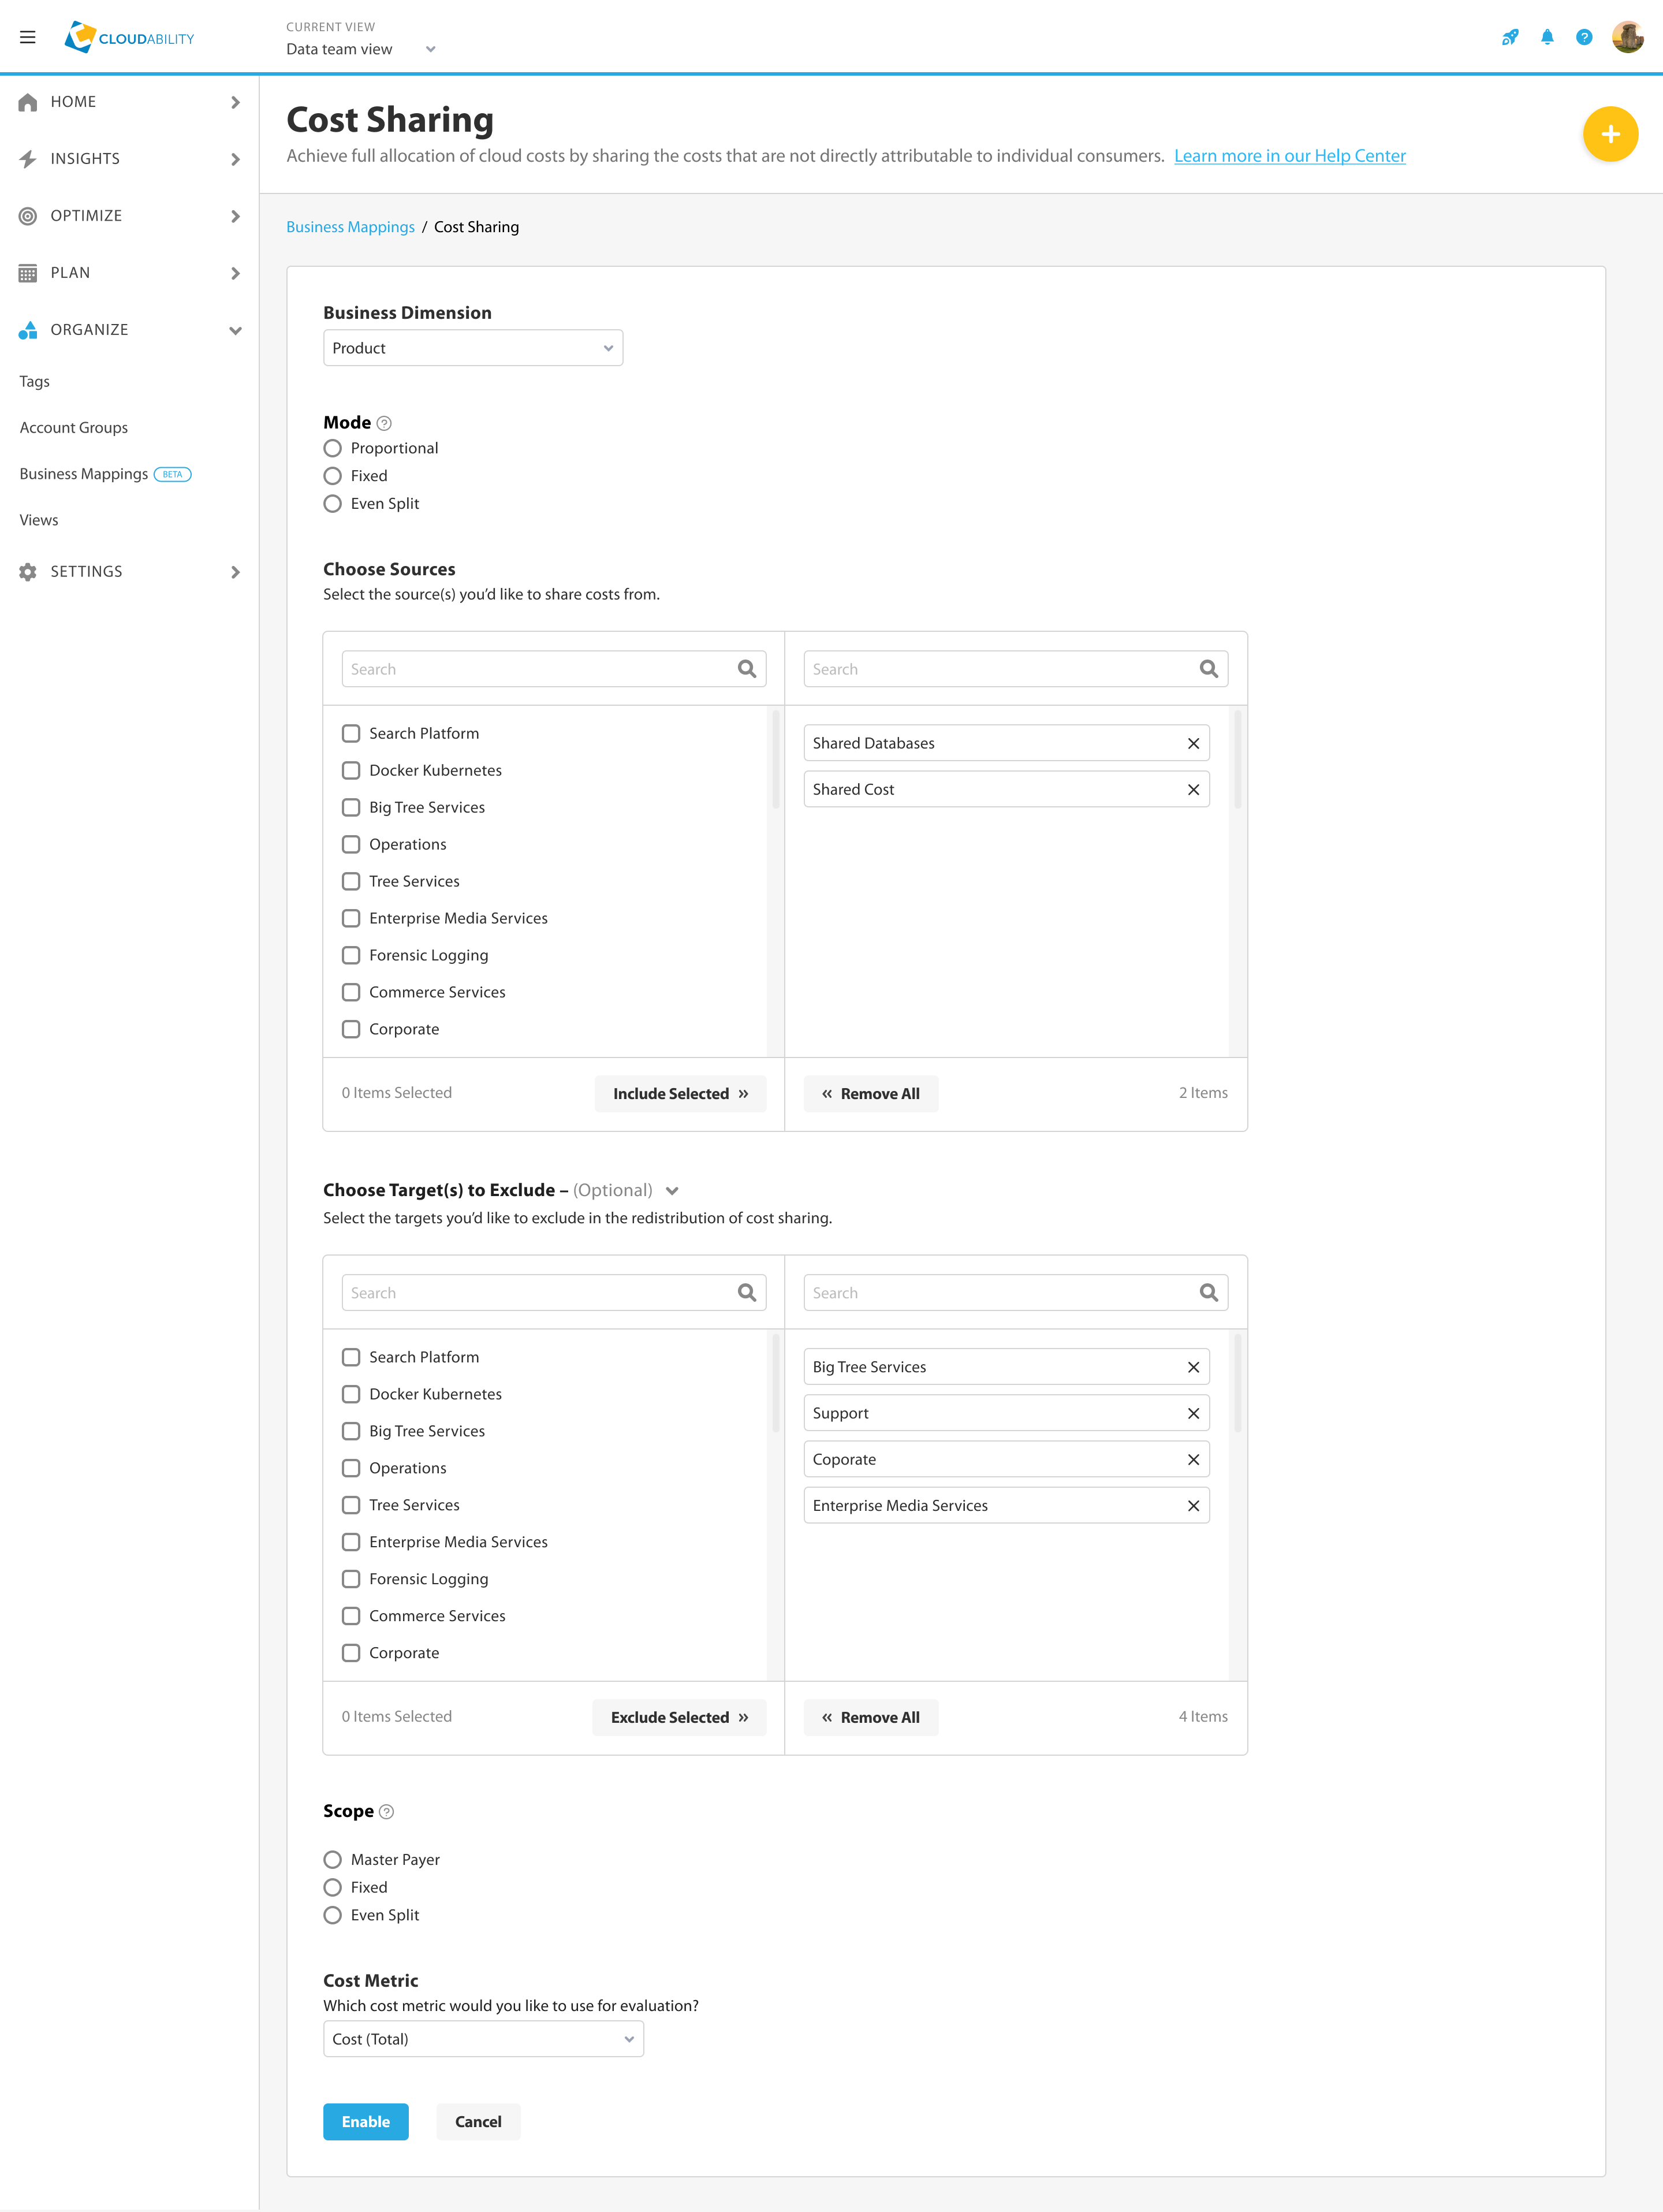 CLOUDABILITY
CURRENT VIEW
Data team view
HOME
INSIGHTS
OPTIMIZE
PLAN
ORGANIZE
Tags
Account Groups
Business Mappings BETA
Views
SETTINGS
Cost Sharing
Achieve full allocation of cloud costs by sharing the costs that are not directly attributable to individual consumers. Learn more in our Help Center
Business Mappings / Cost Sharing
Business Dimension
Product
Mode ?
Proportional
Fixed
Even Split
Choose Sources
Select the source(s) you’d like to share costs from.
Search
Search Platform
Docker Kubernetes
Big Tree Services
Operations
Tree Services
Enterprise Media Services
Forensic Logging
Commerce Services
Corporate
0 Items Selected
Include Selected »
Search
Shared Databases
Shared Cost
« Remove All
2 Items
Choose Target(s) to Exclude – (Optional)
Select the targets you’d like to exclude in the redistribution of cost sharing.
Search
Search Platform
Docker Kubernetes
Big Tree Services
Operations
Tree Services
Enterprise Media Services
Forensic Logging
Commerce Services
Corporate
0 Items Selected
Exclude Selected »
Search
Big Tree Services
Support
Coporate
Enterprise Media Services
« Remove All
4 Items
Scope ?
Master Payer
Fixed
Even Split
Cost Metric
Which cost metric would you like to use for evaluation?
Cost (Total)
Enable
Cancel